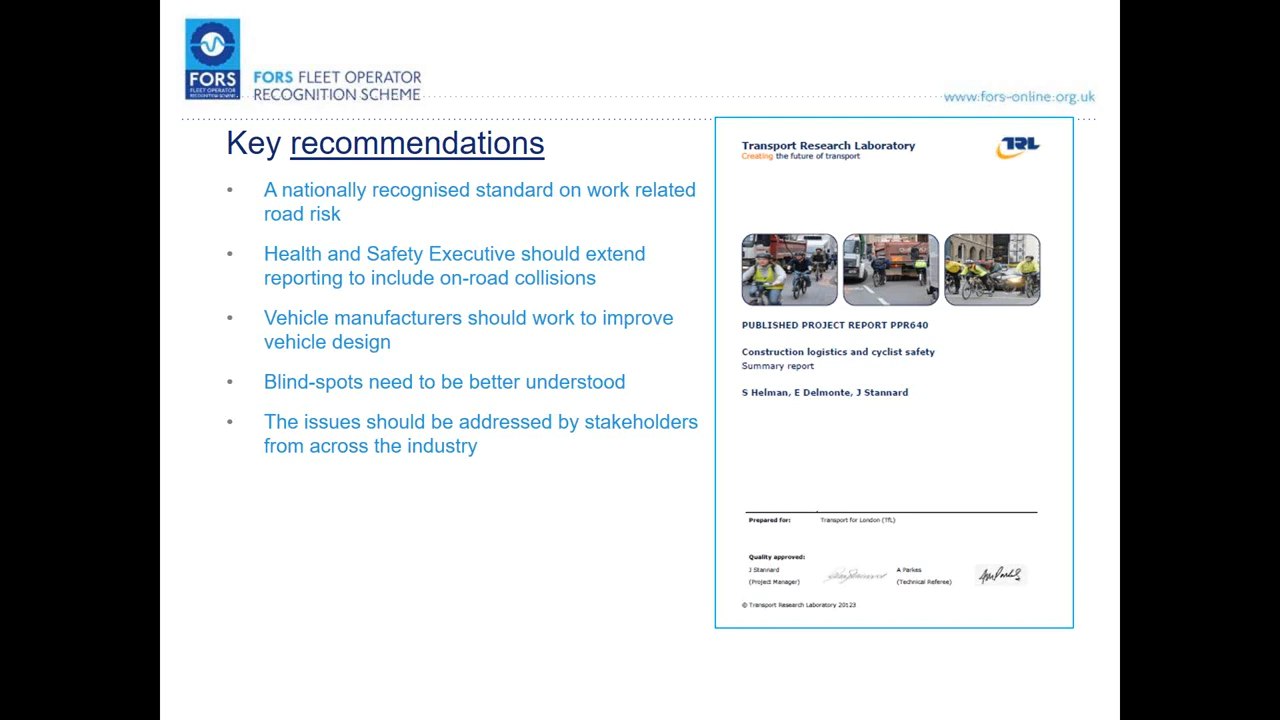 FORS
FLEET OPERATOR
RECOGNITION SCHEME
FORS FLEET OPERATOR
RECOGNITION SCHEME
www.fors-online.org.uk
Key recommendations
• A nationally recognised standard on work related
road risk
• Health and Safety Executive should extend
reporting to include on-road collisions
• Vehicle manufacturers should work to improve
vehicle design
• Blind-spots need to be better understood
• The issues should be addressed by stakeholders
from across the industry
Transport Research Laboratory
Creating the future of transport
TRL
PUBLISHED PROJECT REPORT PPR640
Construction logistics and cyclist safety
Summary report
S Helman, E Delmonte, J Stannard
Prepared for: Transport for London (TfL)
Quality approved:
J Stannard
(Project Manager)
A Parkes
(Technical Referee)
© Transport Research Laboratory 20123